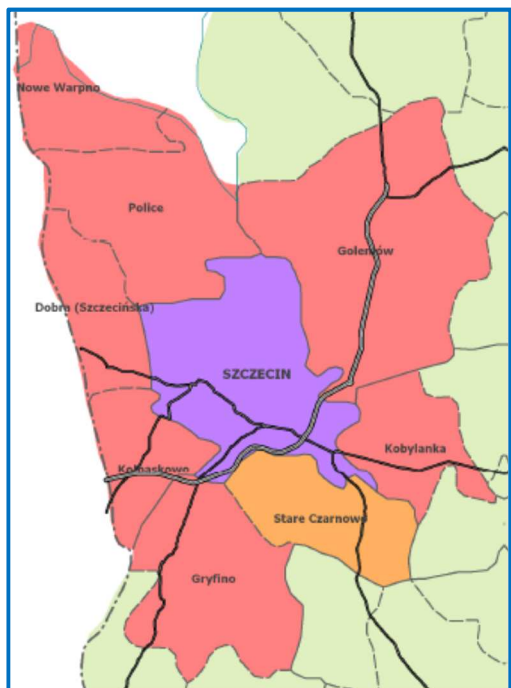 Nowe Warpno
Police
Goleniów
Dobra (Szczecińska)
SZCZECIN
Kobylanka
Kołbaskowo
Stare Czarnowo
Gryfino